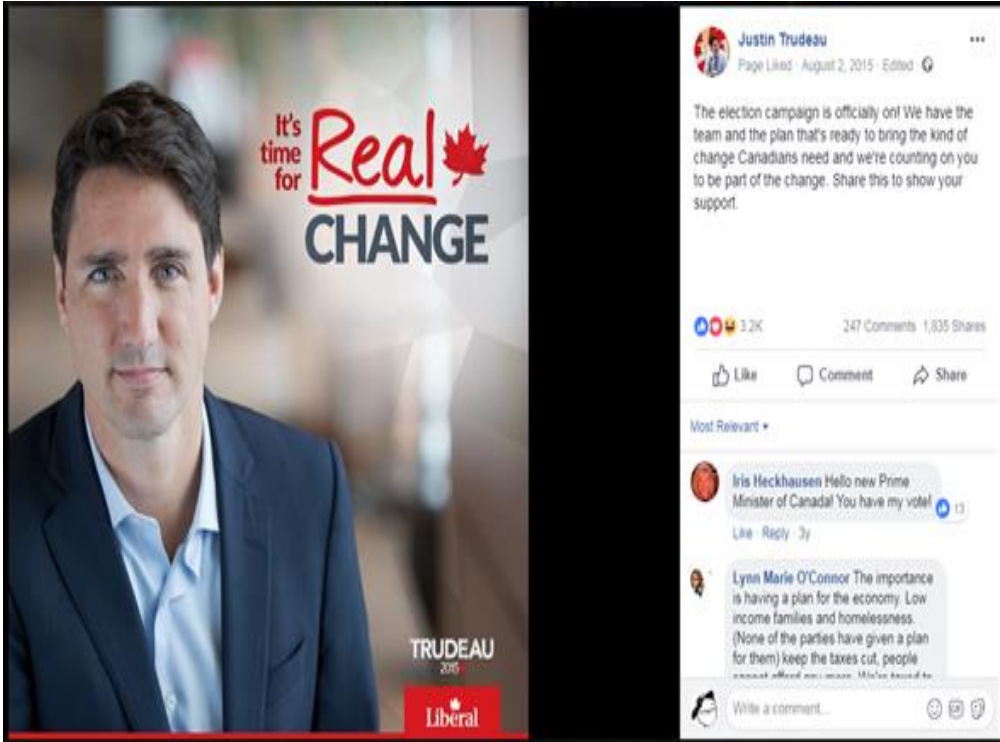 It's
time
for
Real
CHANGE
TRUDEAU
2015
Liberal
Justin Trudeau
Page Liked · August 2, 2015 · Edited ·
The election campaign is officially on! We have the
team and the plan that's ready to bring the kind of
change Canadians need and we're counting on you
to be part of the change. Share this to show your
support.
3.2K
247 Comments 1,835 Shares
Like Comment Share
Most Relevant
Iris Heckhausen Hello new Prime
Minister of Canada! You have my vote!
13
Like · Reply · 3y
Lynn Marie O'Connor The importance
is having a plan for the economy. Low
income families and homelessness.
(None of the parties have given a plan
for them) keep the taxes cut, people
Write a comment...
GIF